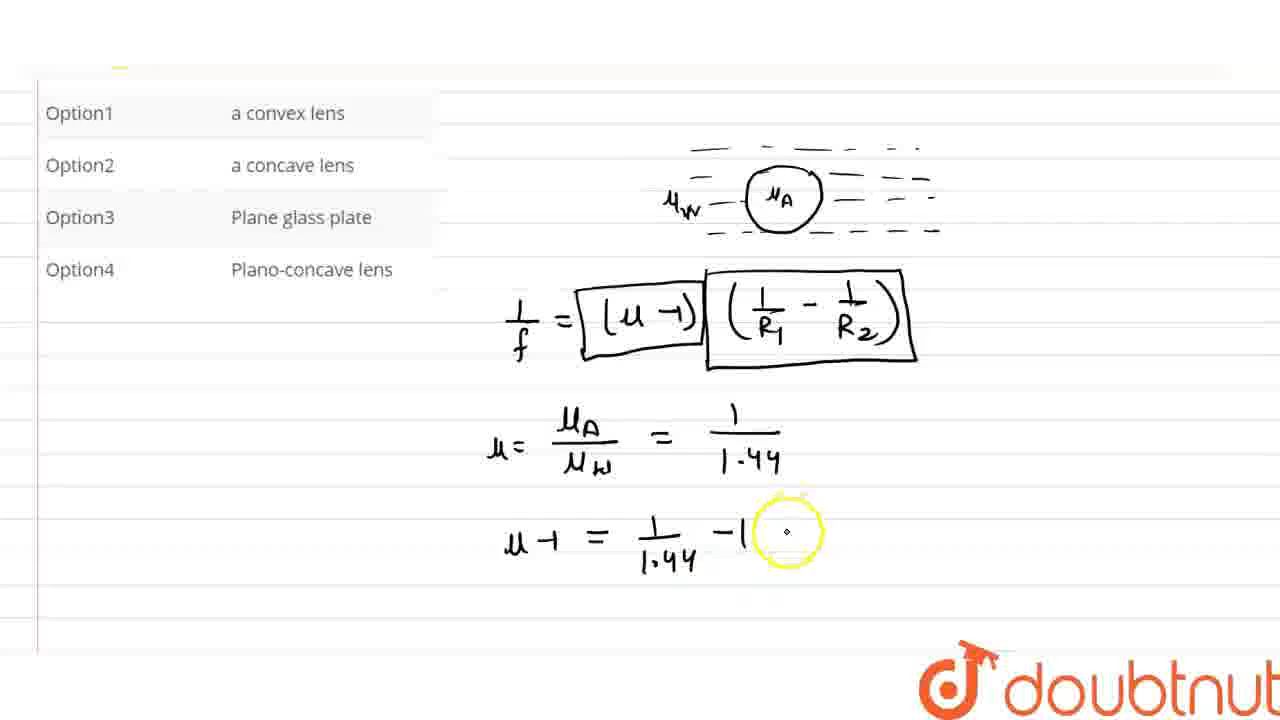 Option1 a convex lens
Option2 a concave lens
Option3 Plane glass plate
Option4 Plano-concave lens
μw μA
1/f = (μ-1) (1/R1 - 1/R2)
μ = μA/μw = 1/1.44
μ-1 = 1/1.44 -1
doubtnut